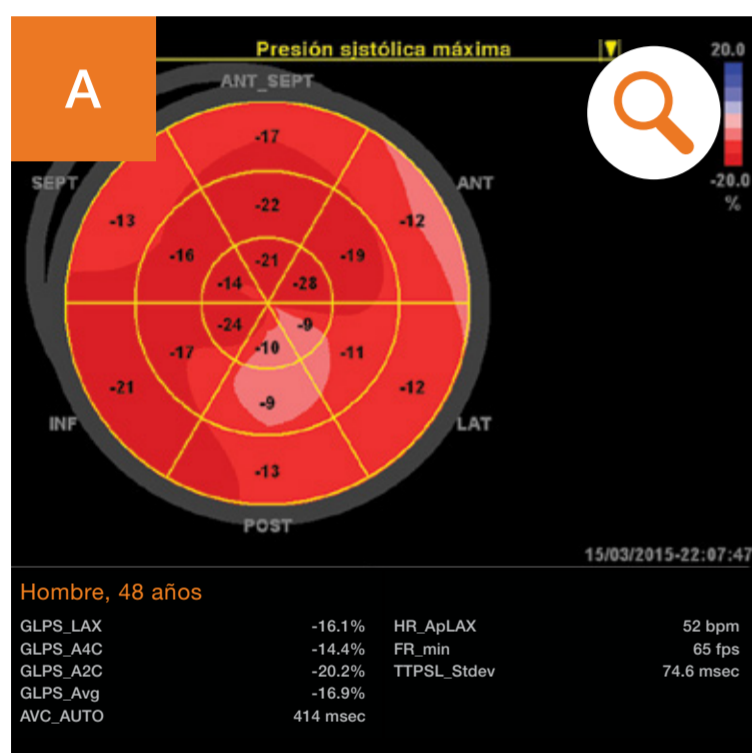 A
Presión sistólica máxima
20.0
-20.0
%
ANT_SEPT
SEPT
ANT
-17
-13
-12
-22
-16
-19
-21
-14
-28
-24
-9
-10
-17
-11
-21
-12
-9
-13
INF
LAT
POST
15/03/2015-22:07:47
Hombre, 48 años
GLPS_LAX -16.1% HR_ApLAX 52 bpm
GLPS_A4C -14.4% FR_min 65 fps
GLPS_A2C -20.2% TTPSL_Stdev 74.6 msec
GLPS_Avg -16.9%
AVC_AUTO 414 msec